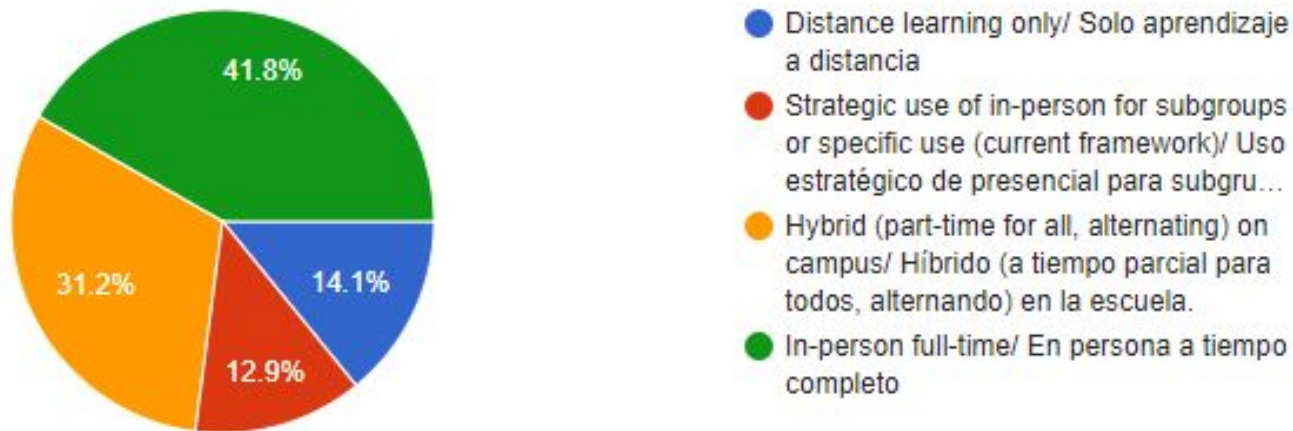 41.8%
31.2%
14.1%
12.9%
Distance learning only/ Solo aprendizaje
a distancia
Strategic use of in-person for subgroups
or specific use (current framework)/ Uso
estratégico de presencial para subgru...
Hybrid (part-time for all, alternating) on
campus/ Híbrido (a tiempo parcial para
todos, alternando) en la escuela.
In-person full-time/ En persona a tiempo
completo